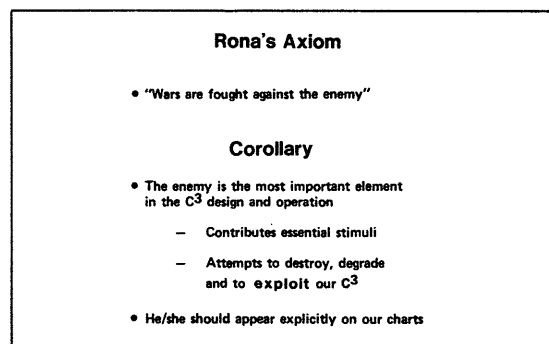 Rona's Axiom
• "Wars are fought against the enemy"
Corollary
• The enemy is the most important element
in the C³ design and operation
— Contributes essential stimuli
— Attempts to destroy, degrade
and to exploit our C³
• He/she should appear explicitly on our charts